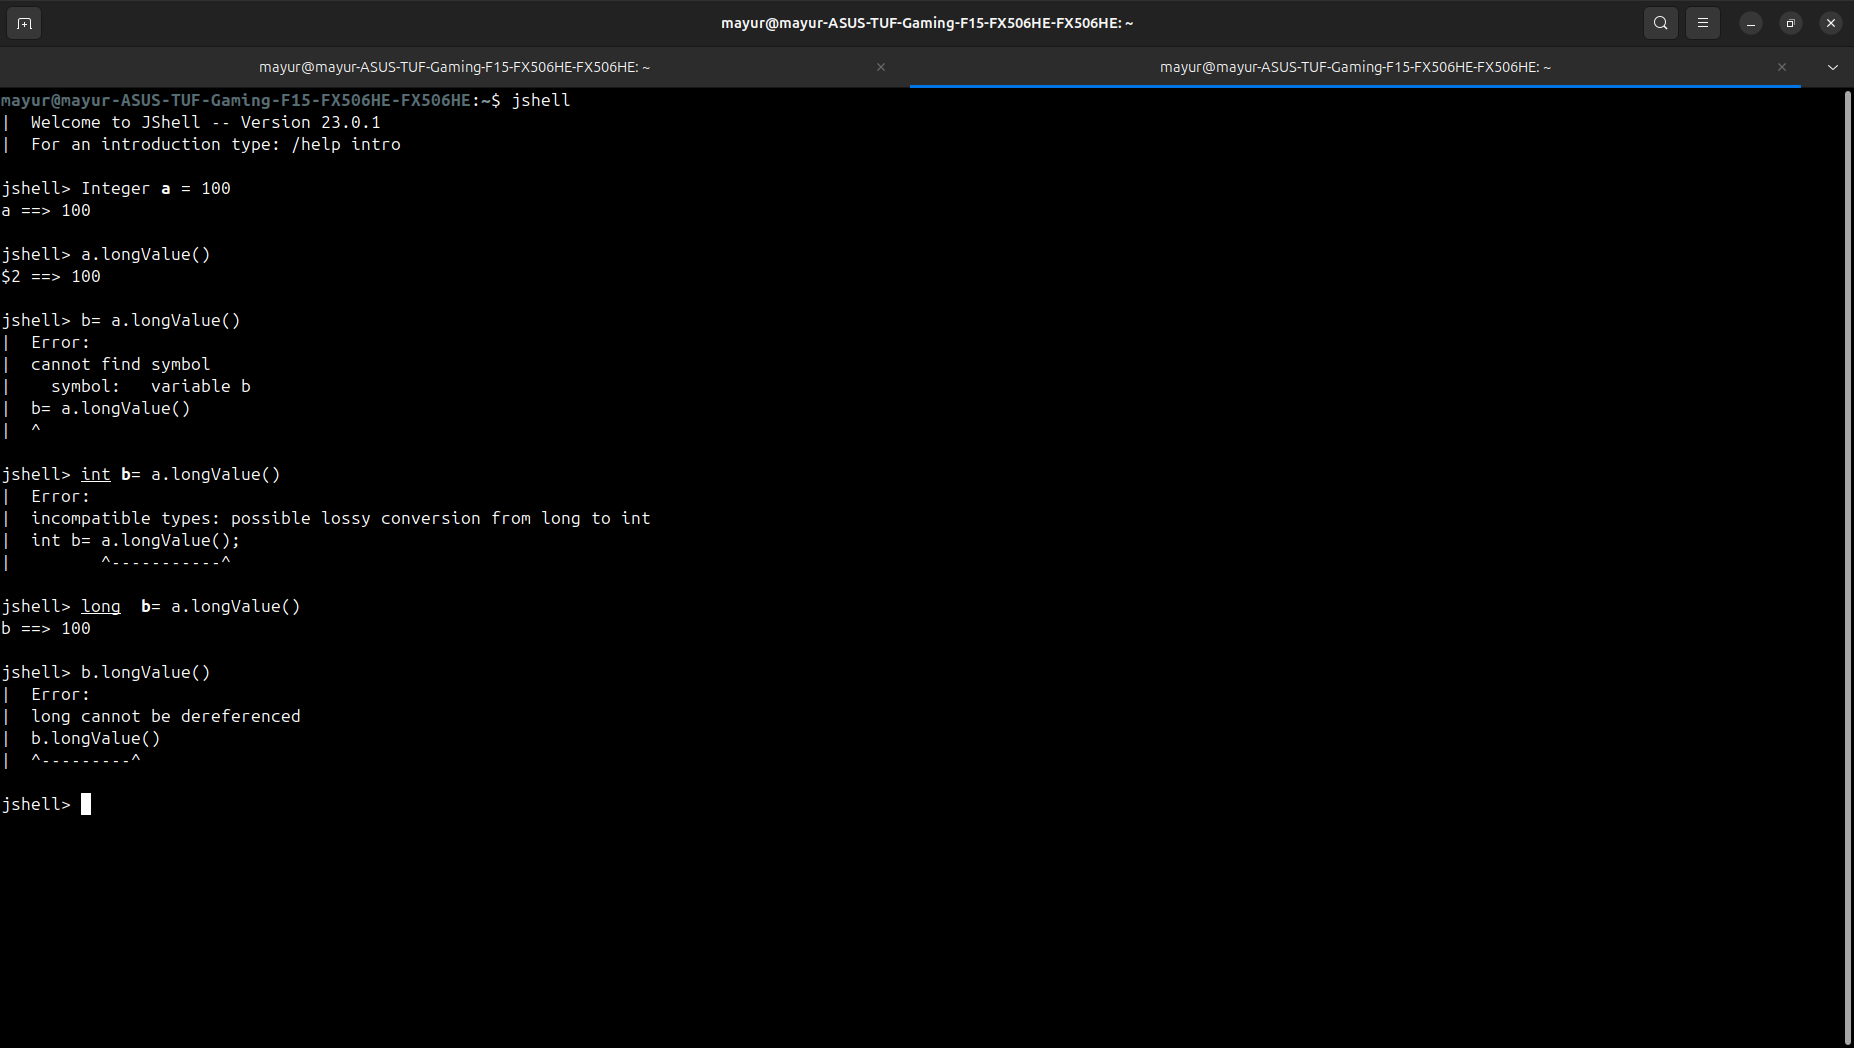 mayur@mayur-ASUS-TUF-Gaming-F15-FX506HE-FX506HE: ~
mayur@mayur-ASUS-TUF-Gaming-F15-FX506HE-FX506HE: ~
mayur@mayur-ASUS-TUF-Gaming-F15-FX506HE-FX506HE: ~
mayur@mayur-ASUS-TUF-Gaming-F15-FX506HE-FX506HE:~$ jshell
|  Welcome to JShell -- Version 23.0.1
|  For an introduction type: /help intro
jshell> Integer a = 100
a ==> 100
jshell> a.longValue()
$2 ==> 100
jshell> b= a.longValue()
|  Error:
|  cannot find symbol
|    symbol:   variable b
|  b= a.longValue()
|  ^
jshell> int b= a.longValue()
|  Error:
|  incompatible types: possible lossy conversion from long to int
|  int b= a.longValue();
|         ^-----------^
jshell> long  b= a.longValue()
b ==> 100
jshell> b.longValue()
|  Error:
|  long cannot be dereferenced
|  b.longValue()
|  ^---------^
jshell>